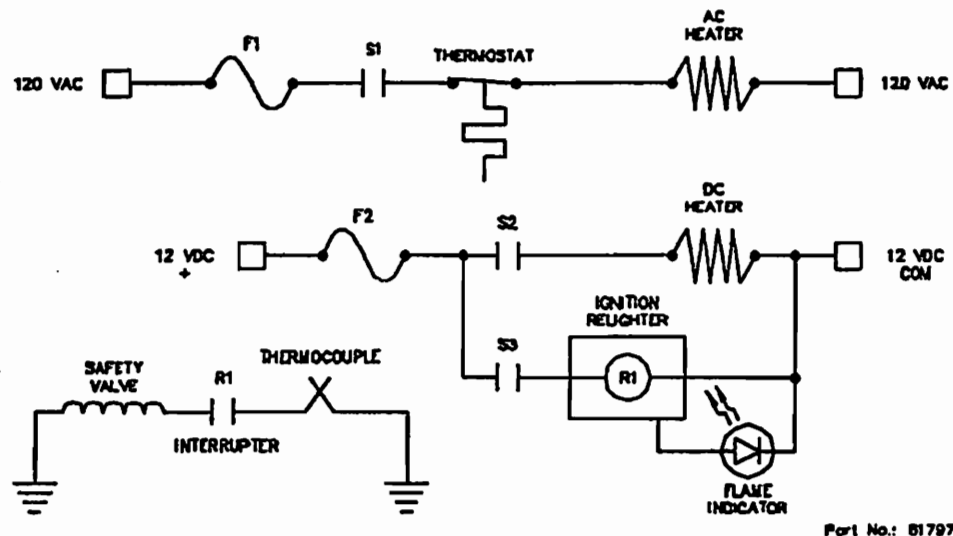 AC
HEATER
F1
S1
THERMOSTAT
120 VAC
120 VAC
DC
HEATER
F2
S2
12 VDC
+
12 VDC
COM
IGNITION
RELIGHTER
S3
R1
THERMOCOUPLE
SAFETY
VALVE
R1
INTERRUPTER
FLAME
INDICATOR
Part No.: 61797